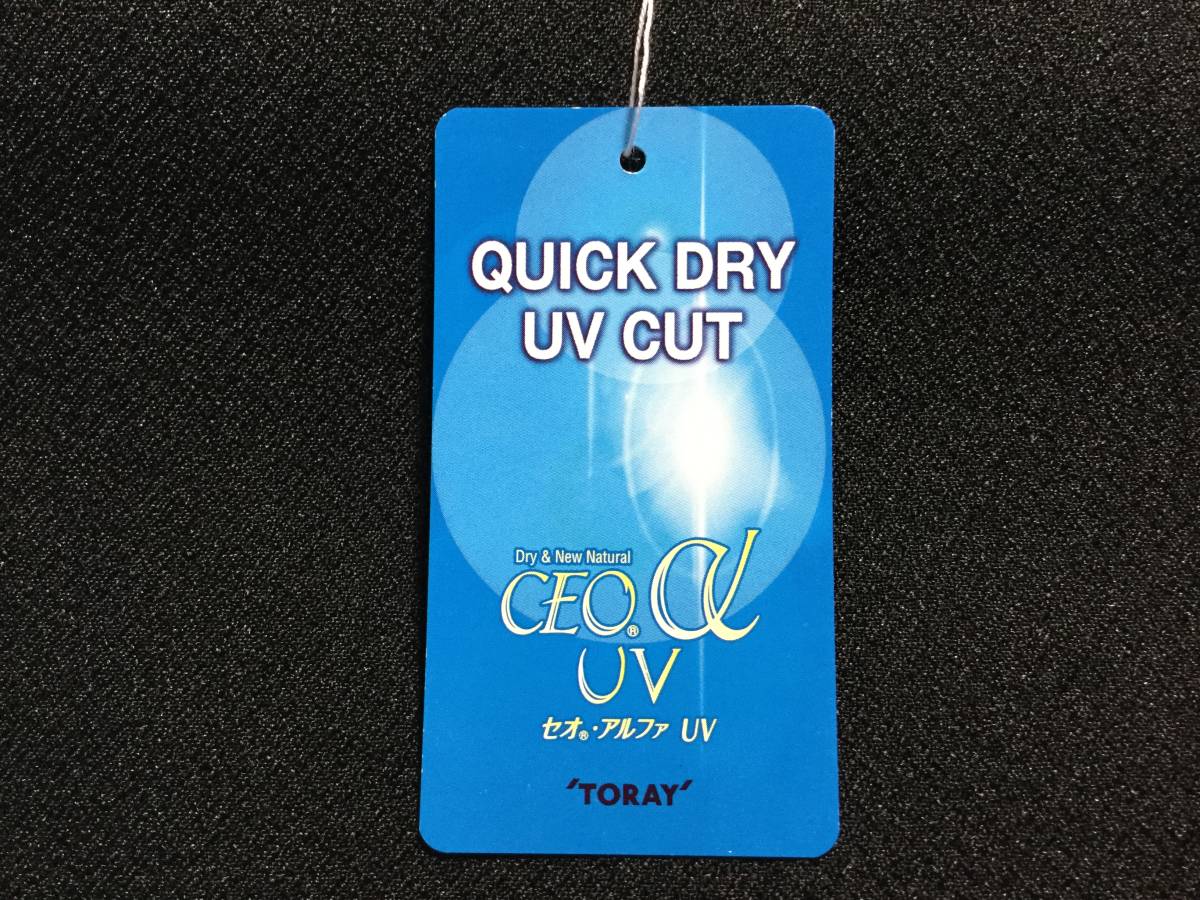 QUICK DRY
UV CUT
Dry & New Natural
CEO® α
UV
セオ®・アルファ UV
'TORAY'